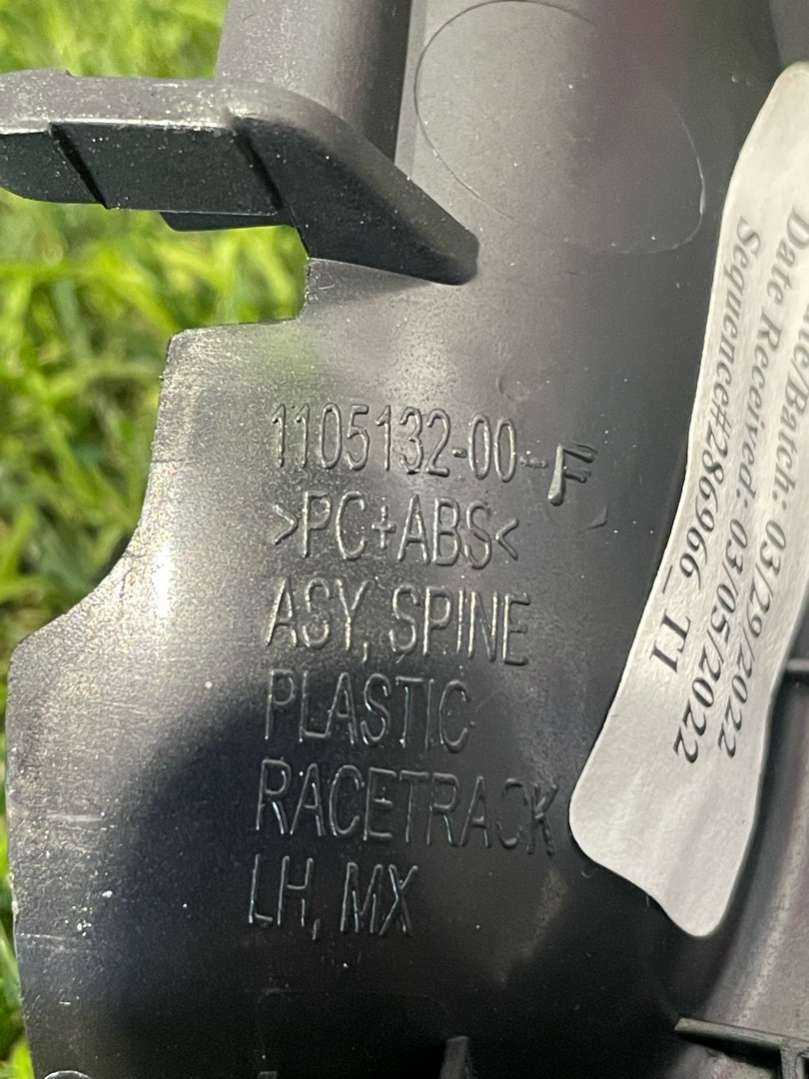 1105132-00-F
>PC+ABS<
ASY, SPINE
PLASTIC
RACETRACK
LH, MX
/Batch: 03/29/2022
Date Received: 03/05/2022
Sequence#286966_T1